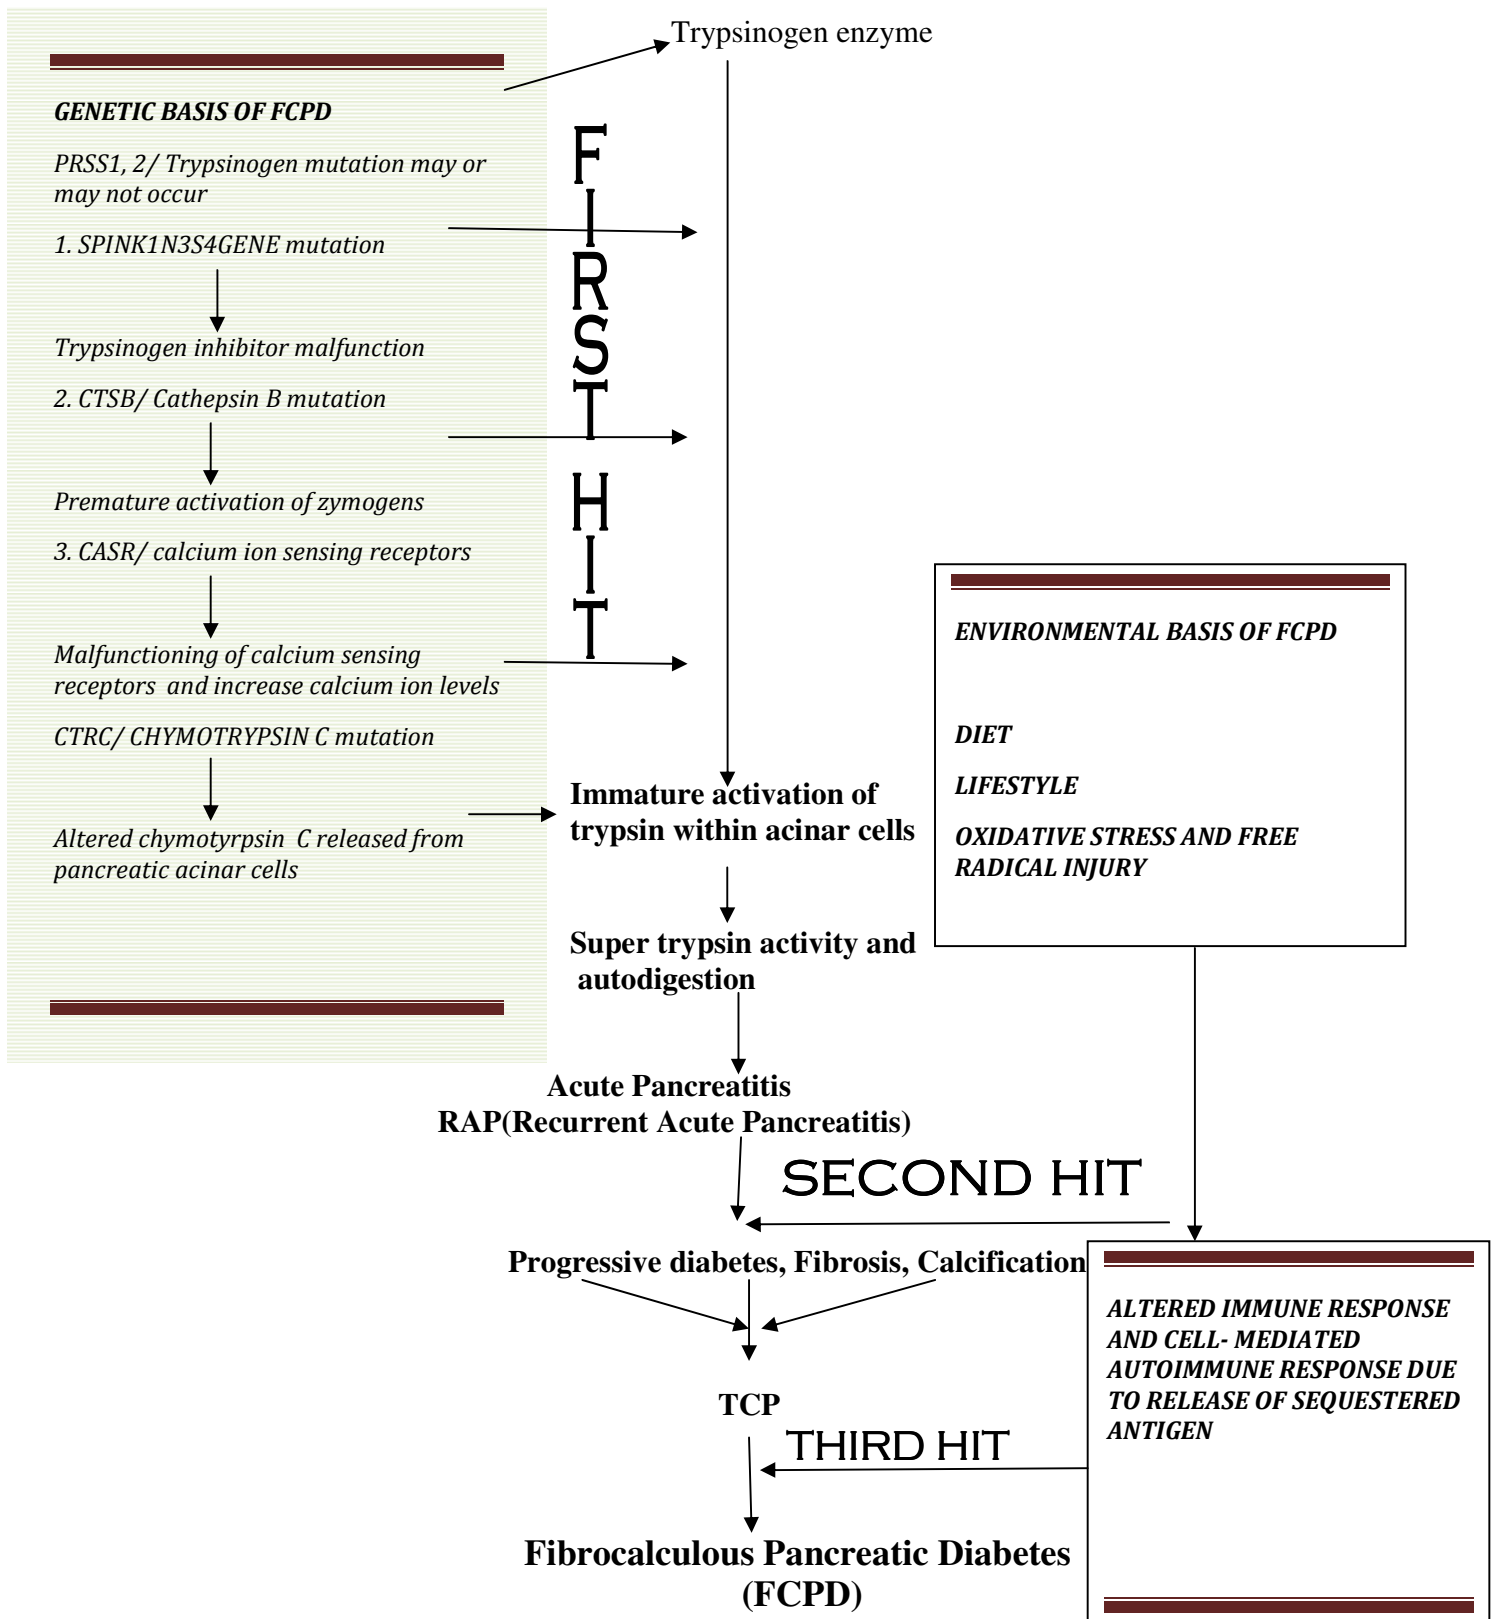 Trypsinogen enzyme
GENETIC BASIS OF FCPD
PRSS1, 2/ Trypsinogen mutation may or
may not occur
1. SPINK1N3S4GENE mutation
Trypsinogen inhibitor malfunction
2. CTSB/ Cathepsin B mutation
Premature activation of zymogens
3. CASR/ calcium ion sensing receptors
Malfunctioning of calcium sensing
receptors and increase calcium ion levels
CTRC/ CHYMOTRYPSIN C mutation
Altered chymotyrpsin C released from
pancreatic acinar cells
FIRST HIT
Immature activation of
trypsin within acinar cells
Super trypsin activity and
autodigestion
ENVIRONMENTAL BASIS OF FCPD
DIET
LIFESTYLE
OXIDATIVE STRESS AND FREE
RADICAL INJURY
Acute Pancreatitis
RAP(Recurrent Acute Pancreatitis)
SECOND HIT
Progressive diabetes, Fibrosis, Calcification
ALTERED IMMUNE RESPONSE
AND CELL- MEDIATED
AUTOIMMUNE RESPONSE DUE
TO RELEASE OF SEQUESTERED
ANTIGEN
TCP
THIRD HIT
Fibrocalculous Pancreatic Diabetes
(FCPD)